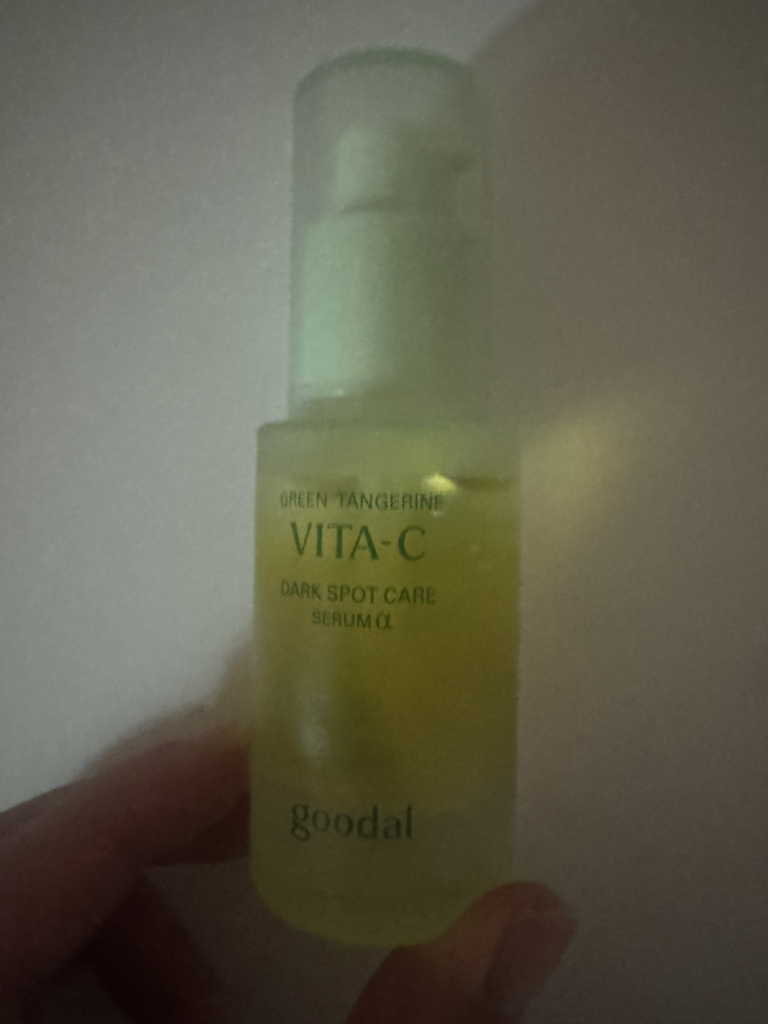 GREEN TANGERINE
VITA-C
DARK SPOT CARE
SERUM α
goodal